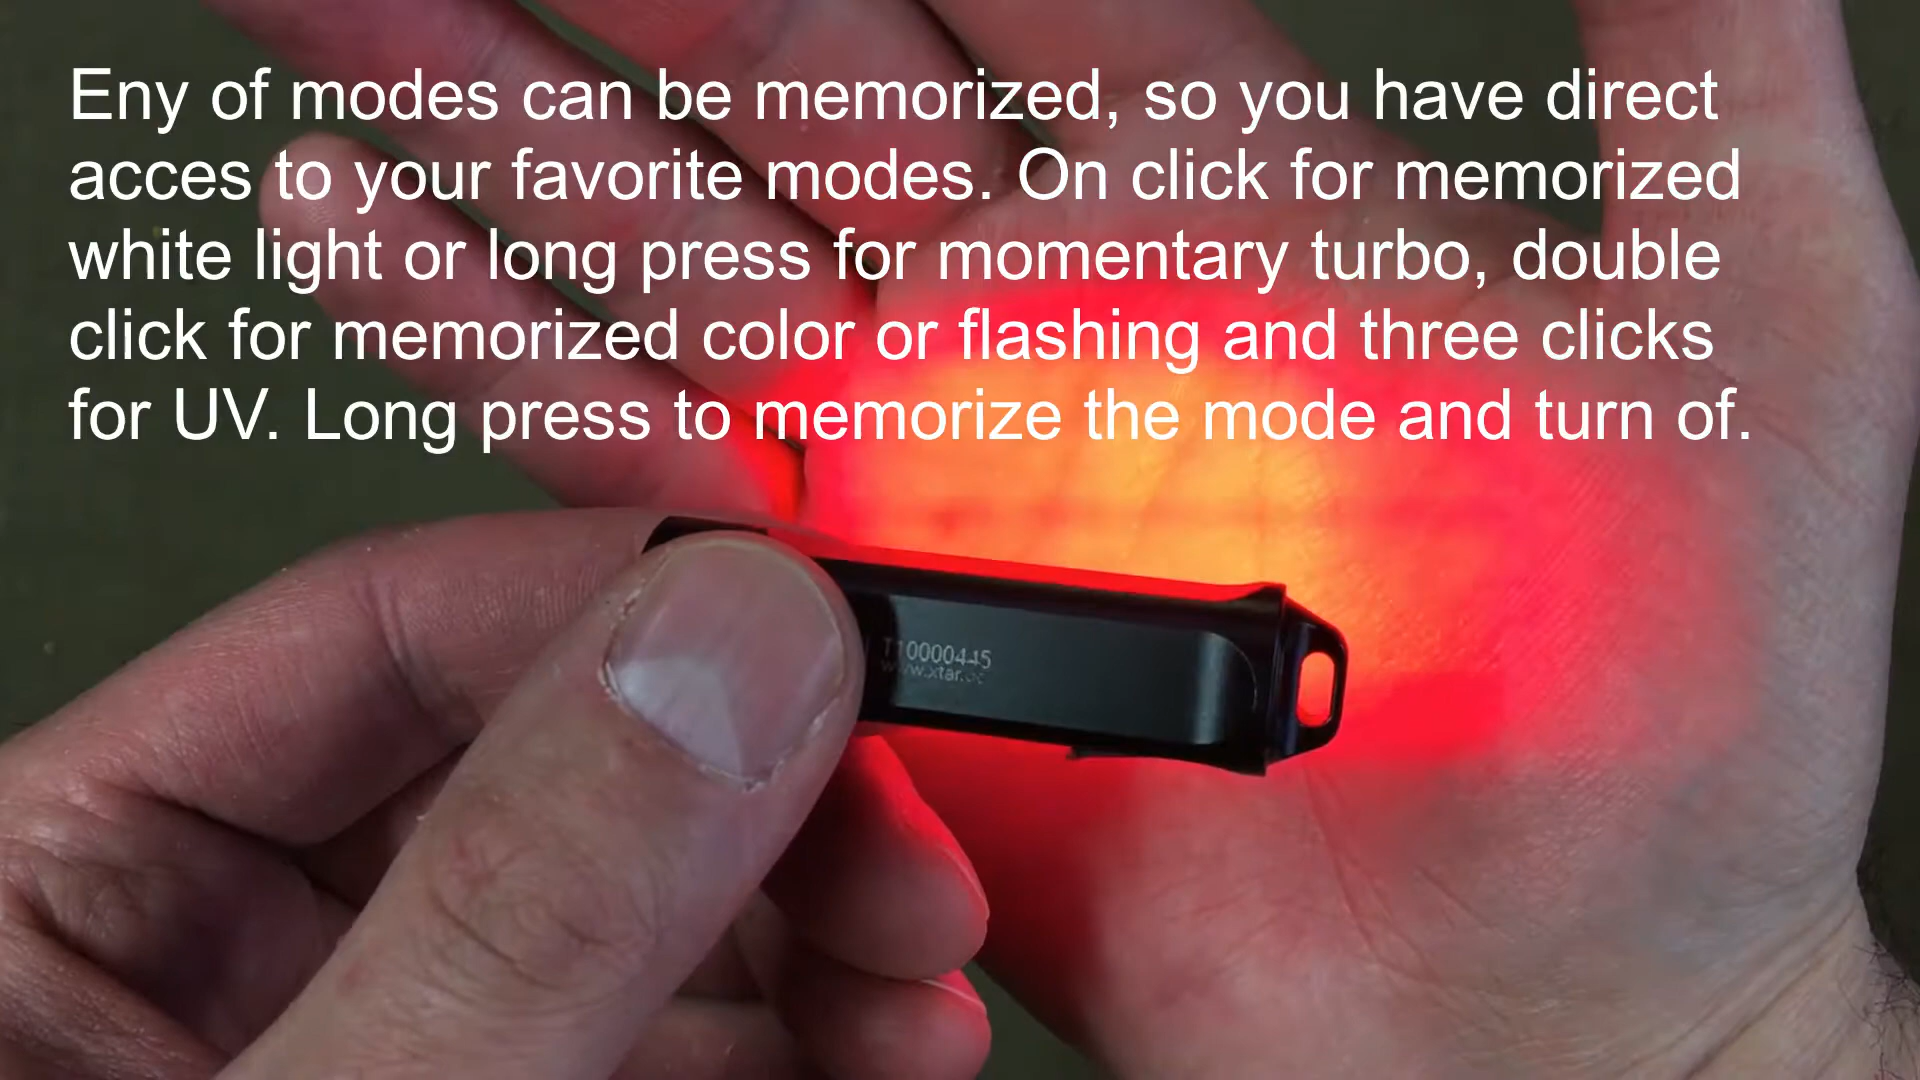 Eny of modes can be memorized, so you have direct
acces to your favorite modes. On click for memorized
white light or long press for momentary turbo, double
click for memorized color or flashing and three clicks
for UV. Long press to memorize the mode and turn of.
T10000445